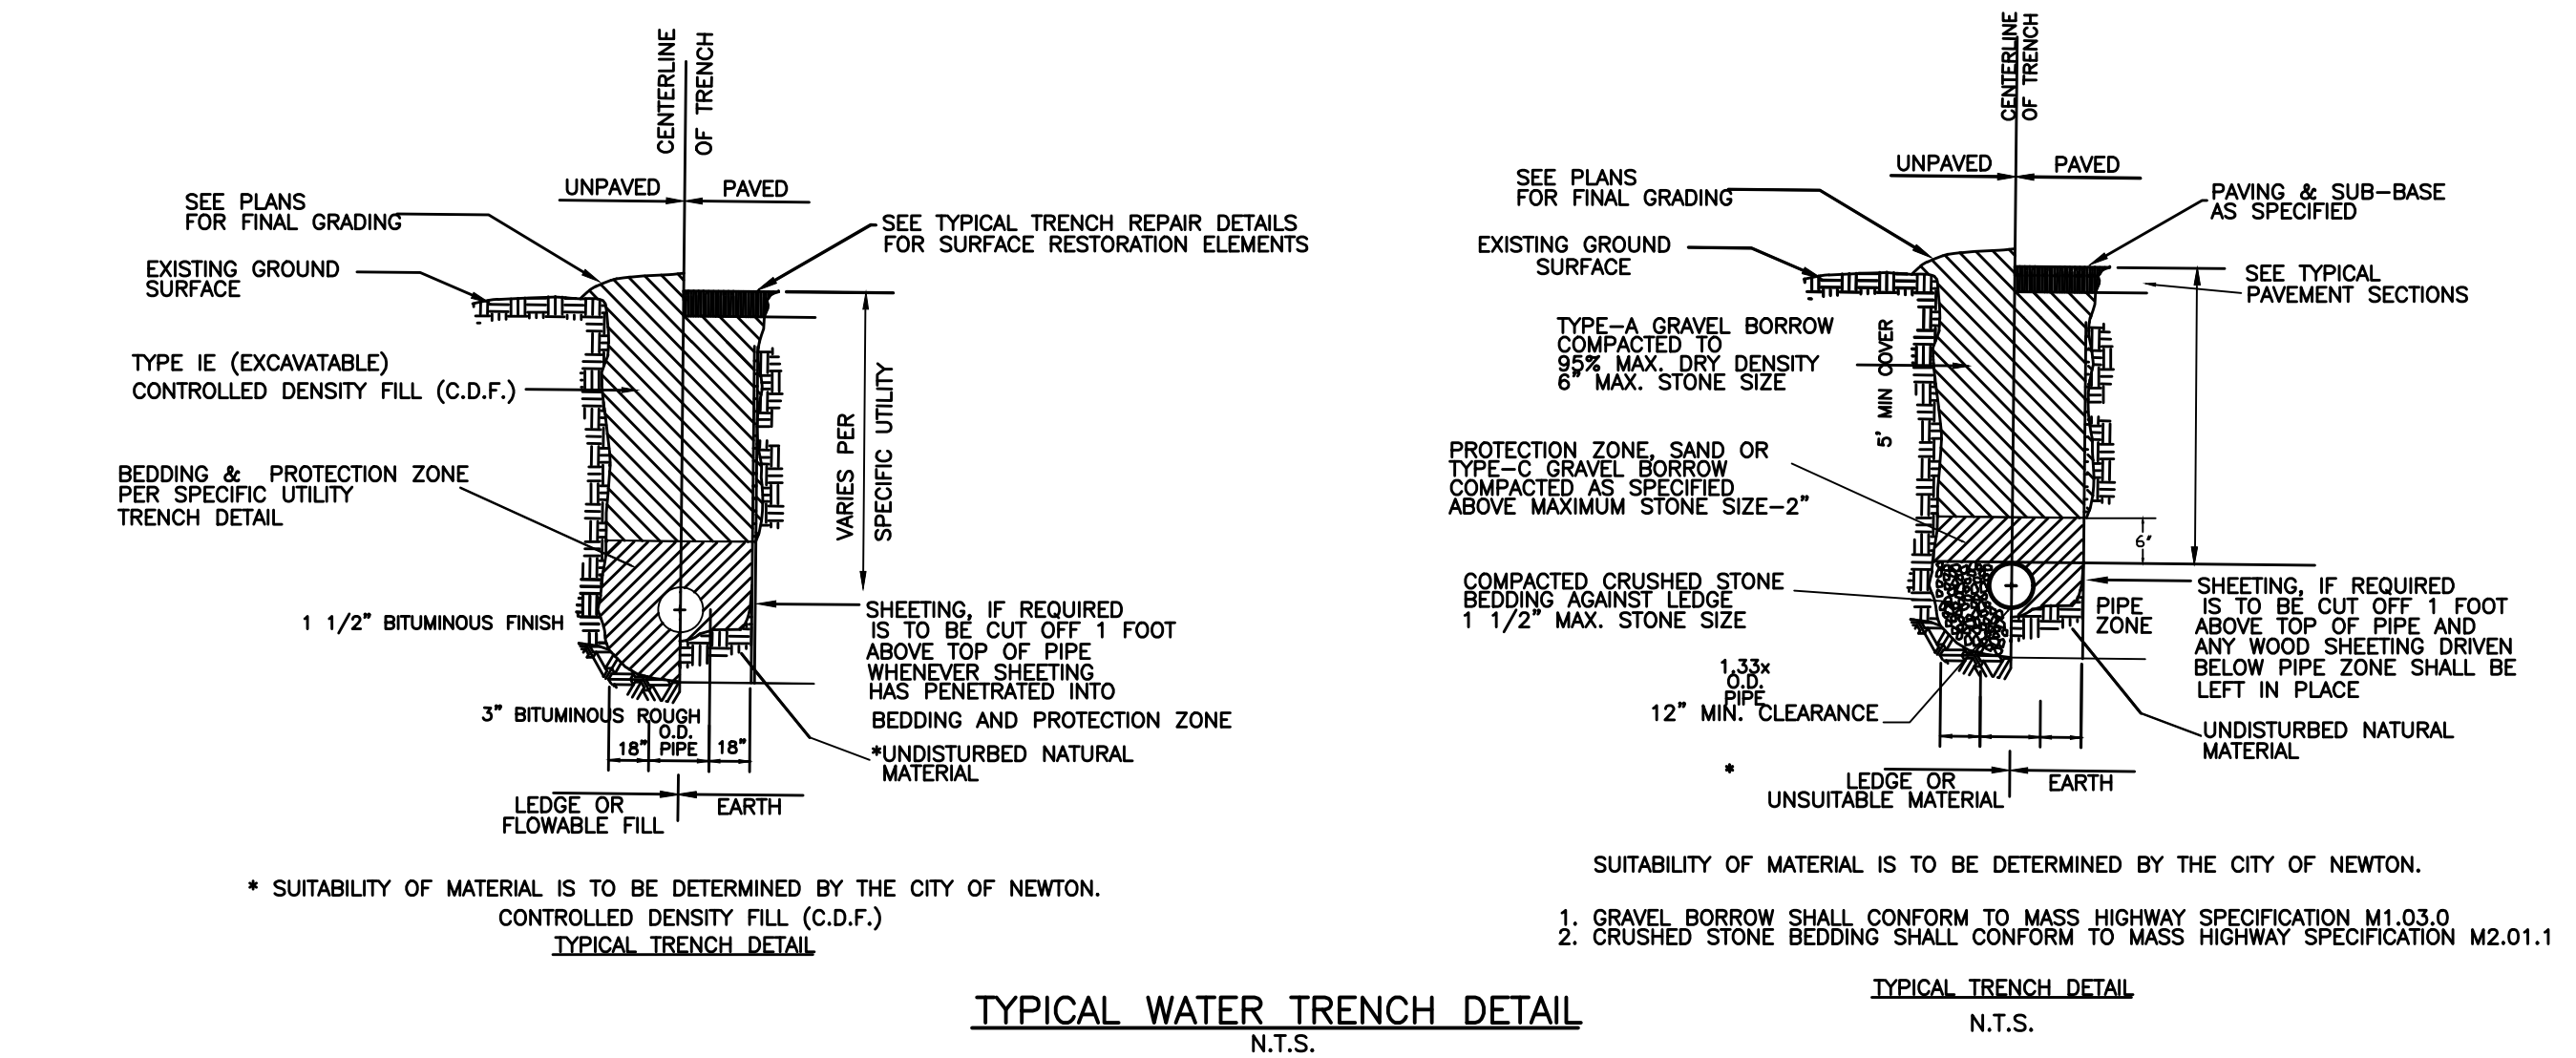 CENTERLINE
OF TRENCH
UNPAVED
PAVED
SEE PLANS
FOR FINAL GRADING
SEE TYPICAL TRENCH REPAIR DETAILS
FOR SURFACE RESTORATION ELEMENTS
EXISTING GROUND
SURFACE
TYPE IE (EXCAVATABLE)
CONTROLLED DENSITY FILL (C.D.F.)
VARIES PER
SPECIFIC UTILITY
BEDDING & PROTECTION ZONE
PER SPECIFIC UTILITY
TRENCH DETAIL
1 1/2" BITUMINOUS FINISH
SHEETING, IF REQUIRED
IS TO BE CUT OFF 1 FOOT
ABOVE TOP OF PIPE
WHENEVER SHEETING
HAS PENETRATED INTO
BEDDING AND PROTECTION ZONE
3" BITUMINOUS ROUGH
O.D.
18" PIPE 18"
*UNDISTURBED NATURAL
MATERIAL
LEDGE OR
FLOWABLE FILL
EARTH
* SUITABILITY OF MATERIAL IS TO BE DETERMINED BY THE CITY OF NEWTON.
CONTROLLED DENSITY FILL (C.D.F.)
TYPICAL TRENCH DETAIL
CENTERLINE
OF TRENCH
UNPAVED
PAVED
SEE PLANS
FOR FINAL GRADING
PAVING & SUB-BASE
AS SPECIFIED
EXISTING GROUND
SURFACE
SEE TYPICAL
PAVEMENT SECTIONS
TYPE-A GRAVEL BORROW
COMPACTED TO
95% MAX. DRY DENSITY
6" MAX. STONE SIZE
5' MIN COVER
PROTECTION ZONE, SAND OR
TYPE-C GRAVEL BORROW
COMPACTED AS SPECIFIED
ABOVE MAXIMUM STONE SIZE-2"
6"
COMPACTED CRUSHED STONE
BEDDING AGAINST LEDGE
1 1/2" MAX. STONE SIZE
PIPE
ZONE
SHEETING, IF REQUIRED
IS TO BE CUT OFF 1 FOOT
ABOVE TOP OF PIPE AND
ANY WOOD SHEETING DRIVEN
BELOW PIPE ZONE SHALL BE
LEFT IN PLACE
1.33x
O.D.
PIPE
12" MIN. CLEARANCE
UNDISTURBED NATURAL
MATERIAL
*
LEDGE OR
UNSUITABLE MATERIAL
EARTH
SUITABILITY OF MATERIAL IS TO BE DETERMINED BY THE CITY OF NEWTON.
1. GRAVEL BORROW SHALL CONFORM TO MASS HIGHWAY SPECIFICATION M1.03.0
2. CRUSHED STONE BEDDING SHALL CONFORM TO MASS HIGHWAY SPECIFICATION M2.01.1
TYPICAL TRENCH DETAIL
N.T.S.
TYPICAL WATER TRENCH DETAIL
N.T.S.